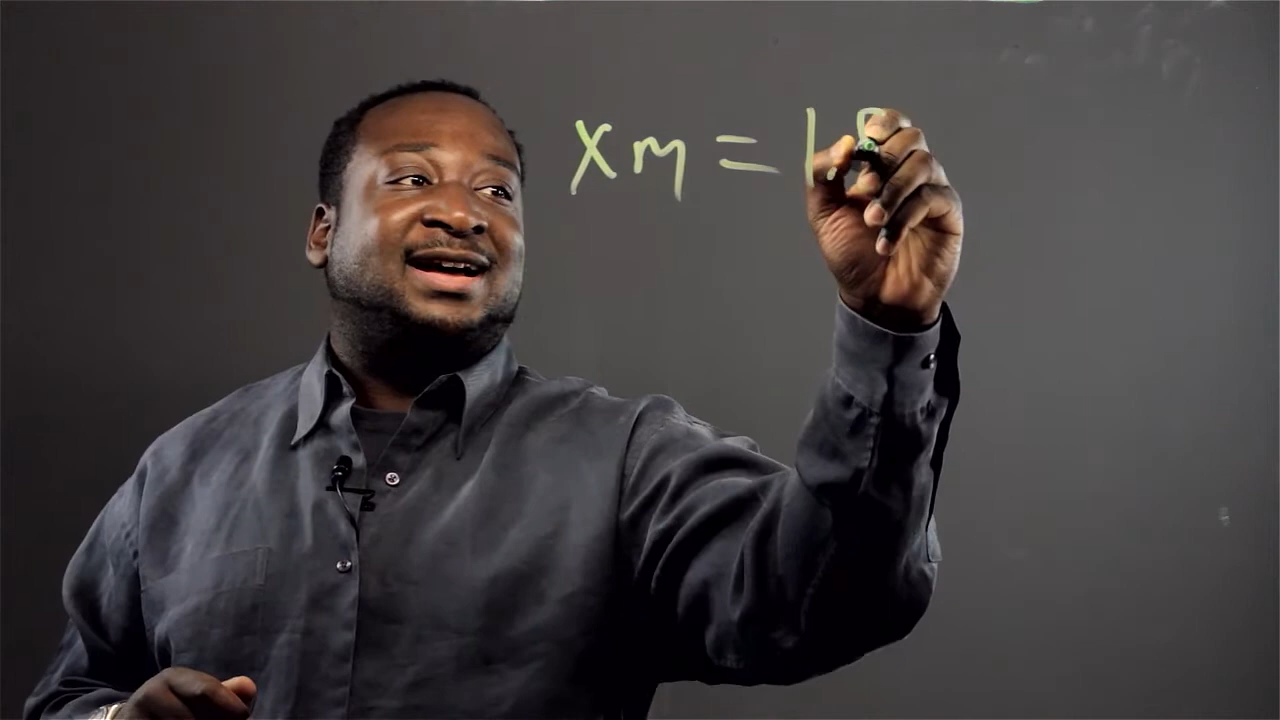 xm = 1